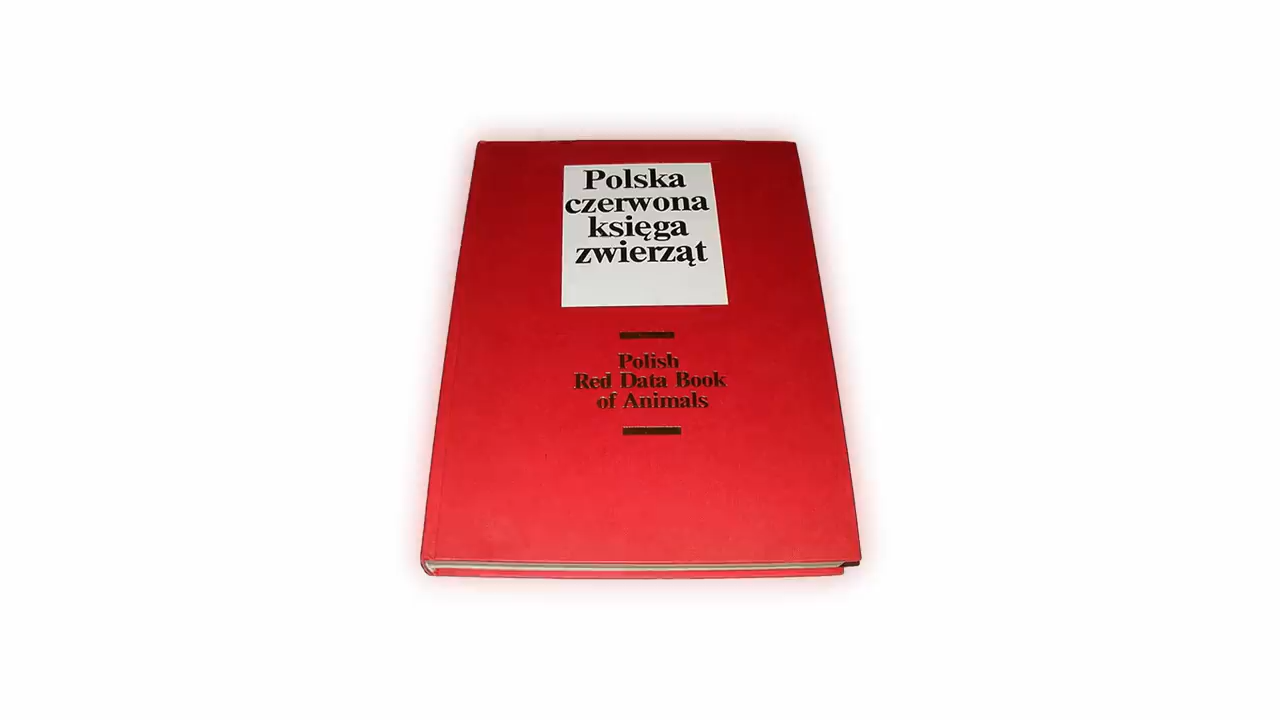 Polska
czerwona
księga
zwierząt
Polish
Red Data Book
of Animals